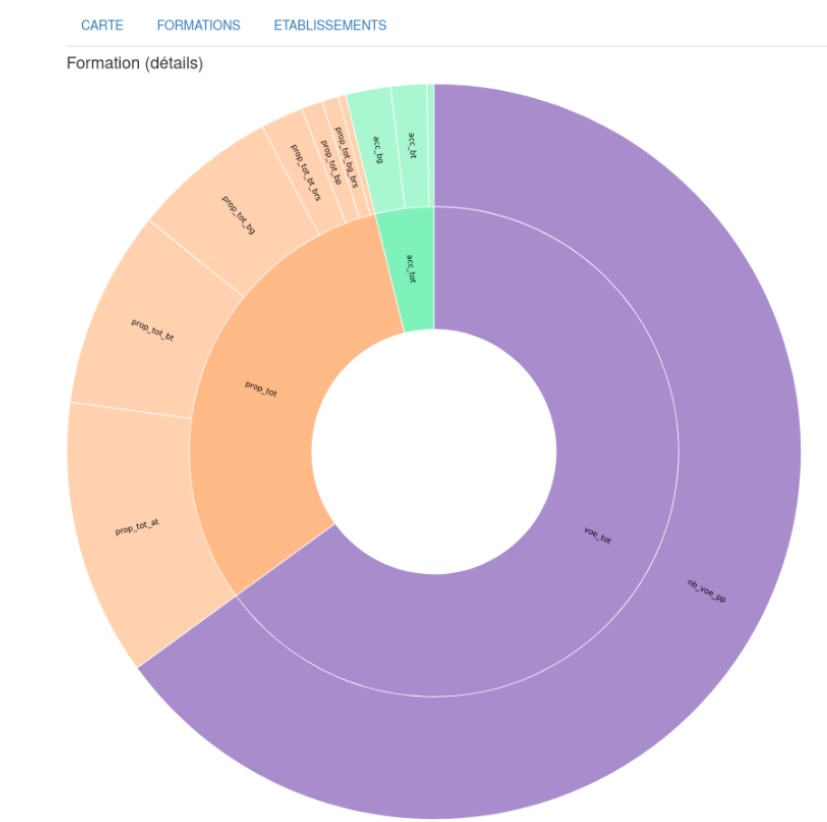 CARTE FORMATIONS ETABLISSEMENTS
Formation (détails)
acc_bg
acc_bt
prop_tot_bg_brs
prop_tot_bp
prop_tot_bt_brs
prop_tot_bg
acc_tot
prop_tot_bt
prop_tot
prop_tot_at
voe_tot
nb_voe_pp